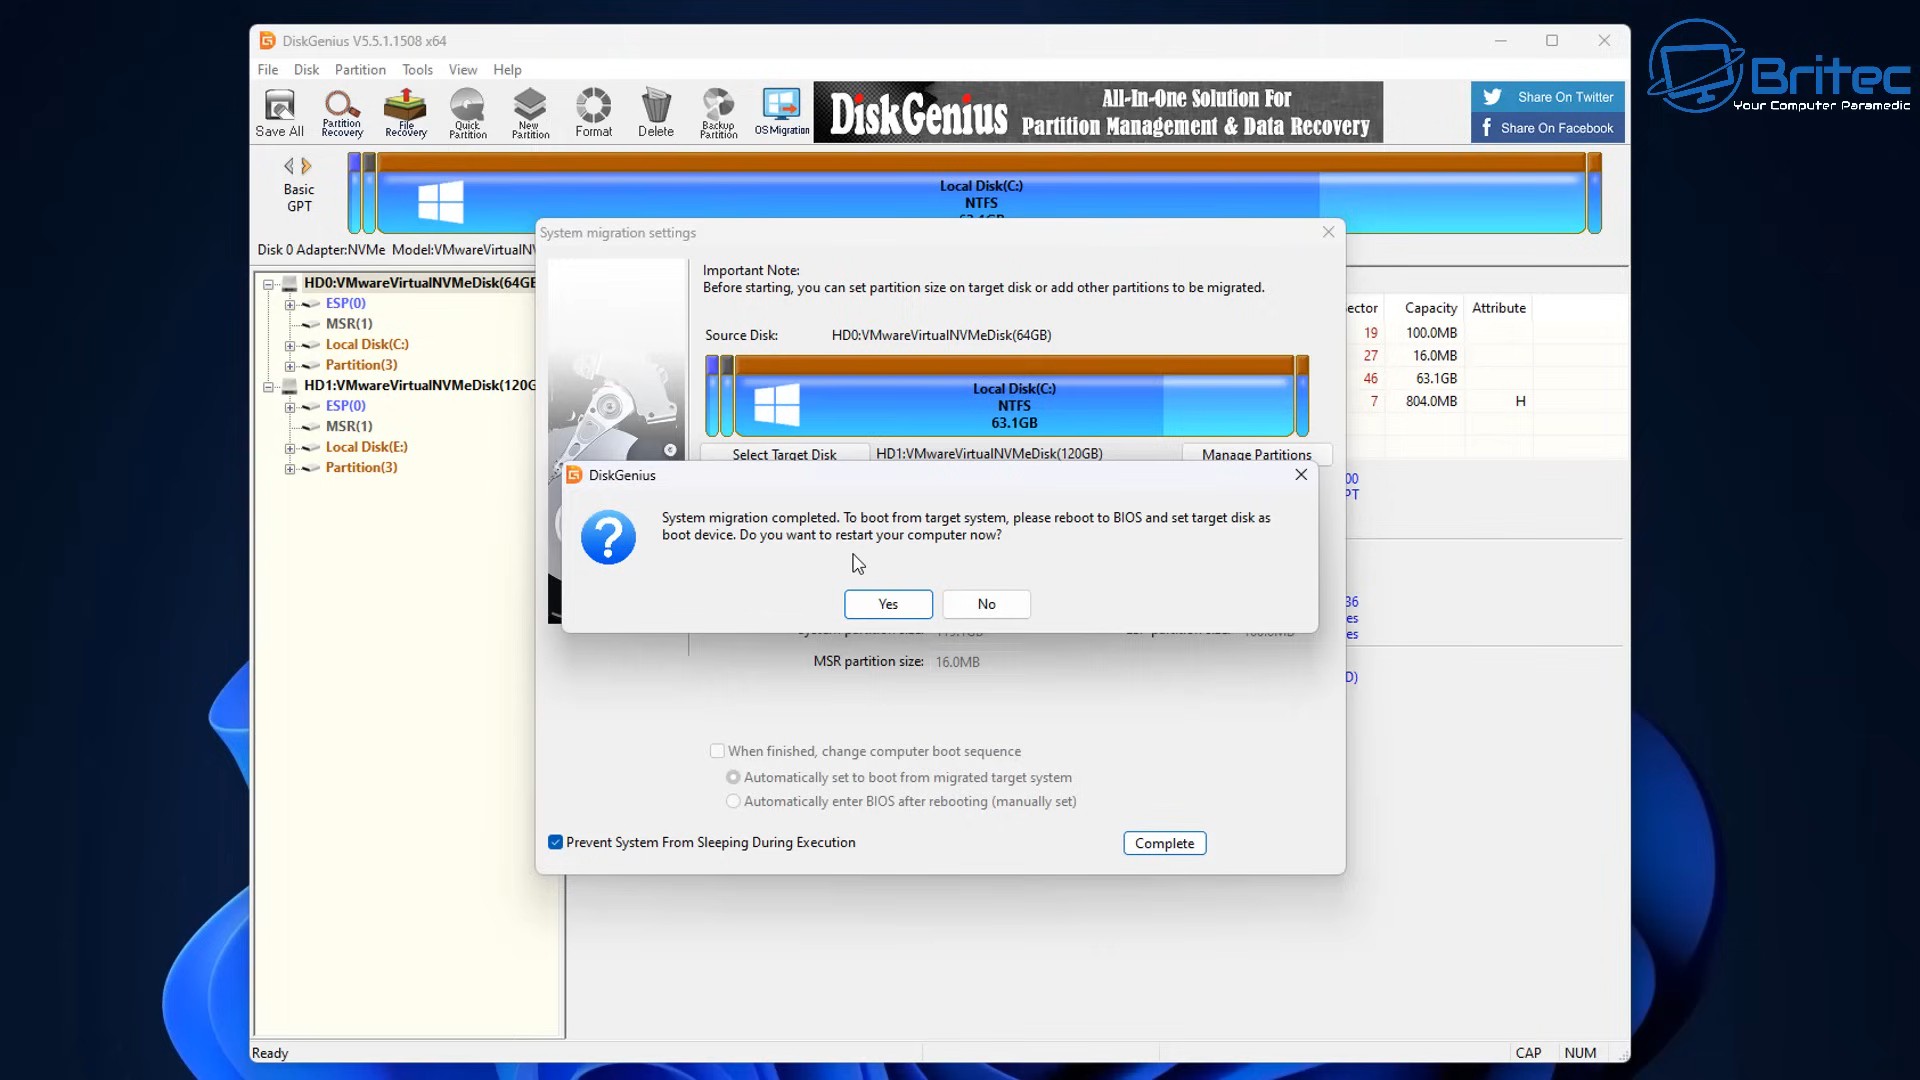 DiskGenius V5.5.1.1508 x64
File Disk Partition Tools View Help
Save All
Partition Recovery
File Recovery
Quick Partition
New Partition
Format
Delete
Backup Partition
OS Migration
DiskGenius
All-In-One Solution For
Partition Management & Data Recovery
Share On Twitter
Share On Facebook
Britec
Your Computer Paramedic
Basic
GPT
Local Disk(C:)
NTFS
Disk 0 Adapter:NVMe Model:VMwareVirtualNV
HD0:VMwareVirtualNVMeDisk(64GB
ESP(0)
MSR(1)
Local Disk(C:)
Partition(3)
HD1:VMwareVirtualNVMeDisk(120G
ESP(0)
MSR(1)
Local Disk(E:)
Partition(3)
System migration settings
Important Note:
Before starting, you can set partition size on target disk or add other partitions to be migrated.
Source Disk: HD0:VMwareVirtualNVMeDisk(64GB)
Local Disk(C:)
NTFS
63.1GB
Select Target Disk HD1:VMwareVirtualNVMeDisk(120GB) Manage Partitions
DiskGenius
System migration completed. To boot from target system, please reboot to BIOS and set target disk as
boot device. Do you want to restart your computer now?
Yes No
MSR partition size: 16.0MB
When finished, change computer boot sequence
Automatically set to boot from migrated target system
Automatically enter BIOS after rebooting (manually set)
Prevent System From Sleeping During Execution
Complete
ector Capacity Attribute
19 100.0MB
27 16.0MB
46 63.1GB
7 804.0MB H
00
PT
36
es
es
D)
Ready CAP NUM